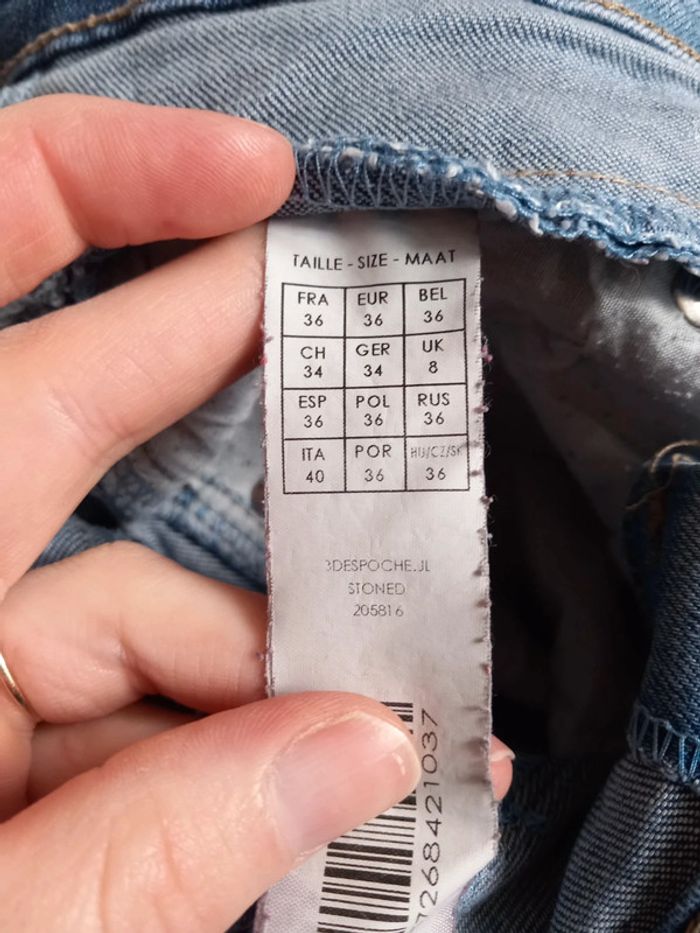 TAILLE - SIZE - MAAT
FRA EUR BEL
36 36 36
CH GER UK
34 34 8
ESP POL RUS
36 36 36
ITA POR HU/CZ/SK
40 36 36
3DESPOCHE.JL
STONED
205816
7268421037